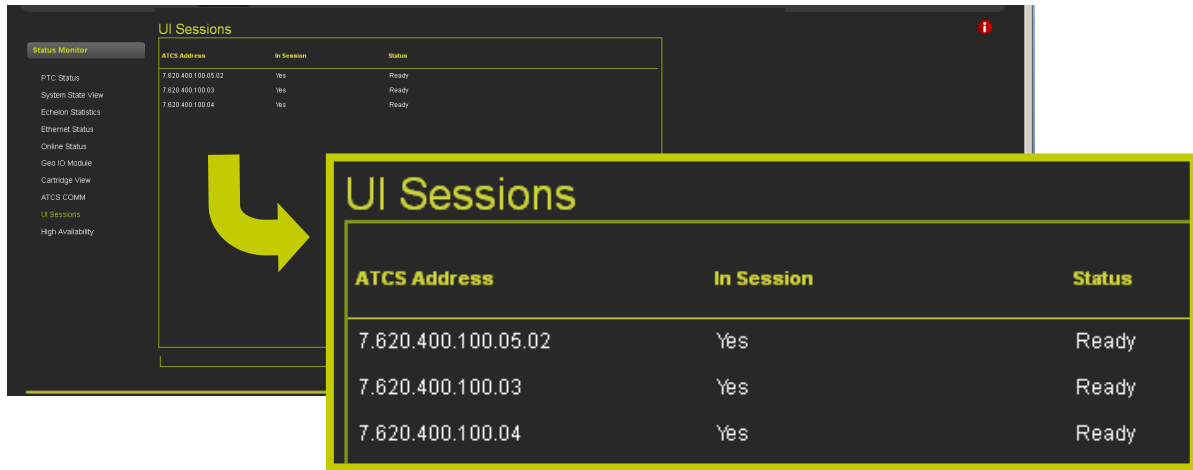 UI Sessions
Status Monitor
ATCS Address In Session Status
PTC Status
7.620.400.100.05.02 Yes Ready
System State View
7.620.400.100.03 Yes Ready
Echelon Statistics
7.620.400.100.04 Yes Ready
Ethernet Status
Online Status
Geo IO Module
Cartridge View
ATCS COMM
UI Sessions
High Availability
UI Sessions
ATCS Address In Session Status
7.620.400.100.05.02 Yes Ready
7.620.400.100.03 Yes Ready
7.620.400.100.04 Yes Ready